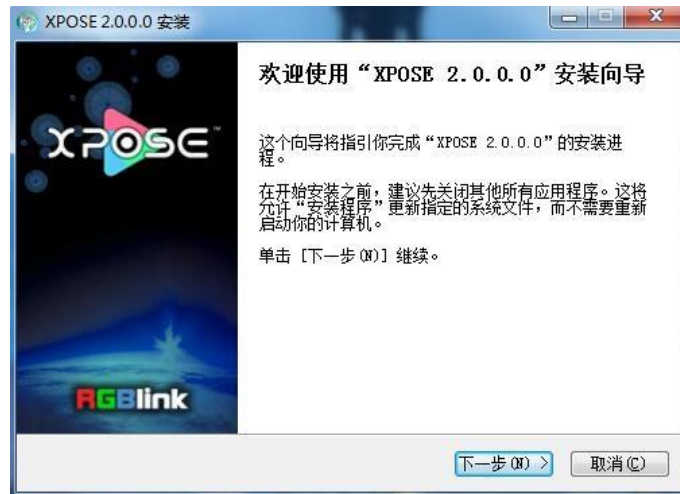 XPOSE 2.0.0.0 安装
XPOSE™
欢迎使用“XPOSE 2.0.0.0”安装向导
这个向导将指引你完成“XPOSE 2.0.0.0”的安装进
程。
在开始安装之前，建议先关闭其他所有应用程序。这将
允许“安装程序”更新指定的系统文件，而不需要重新
启动你的计算机。
单击 [下一步(N)] 继续。
RGBlink
下一步(N) >
取消(C)